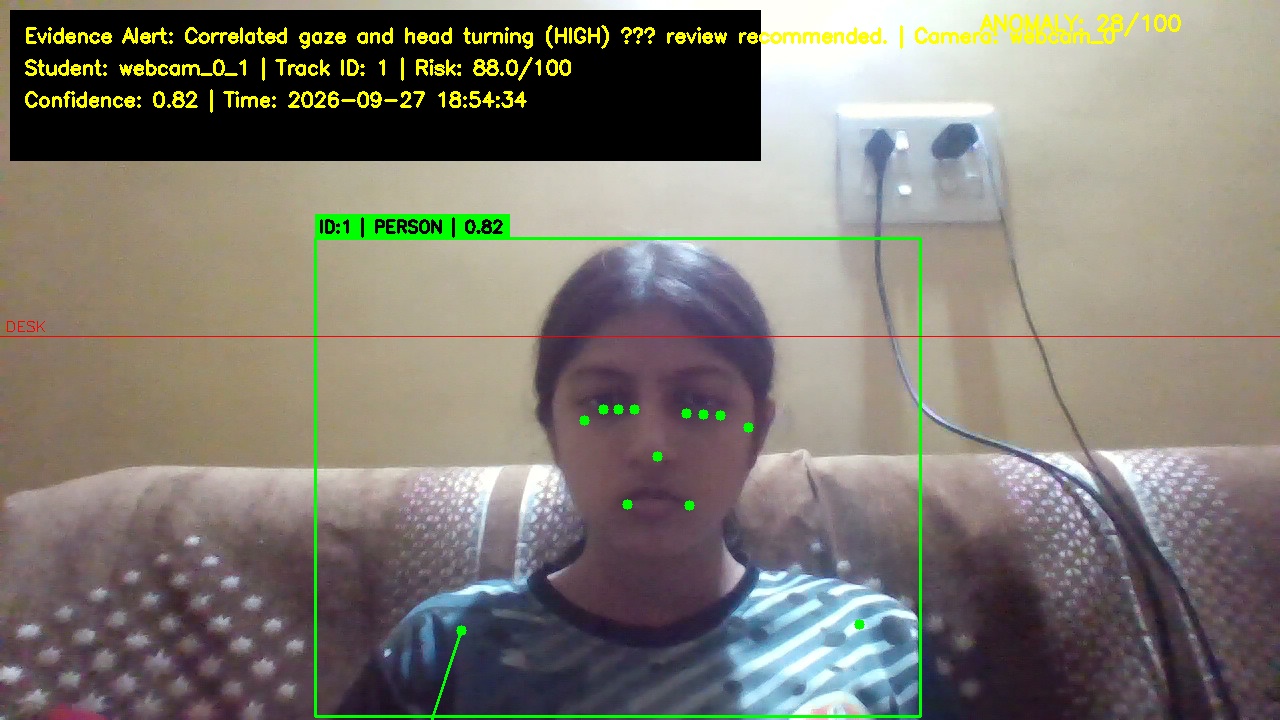 Evidence Alert: Correlated gaze and head turning (HIGH) ??? review recommended. | Camera: webcam_0
ANOMALY: 28/100
Student: webcam_0_1 | Track ID: 1 | Risk: 88.0/100
Confidence: 0.82 | Time: 2026-09-27 18:54:34
ID:1 | PERSON | 0.82
DESK